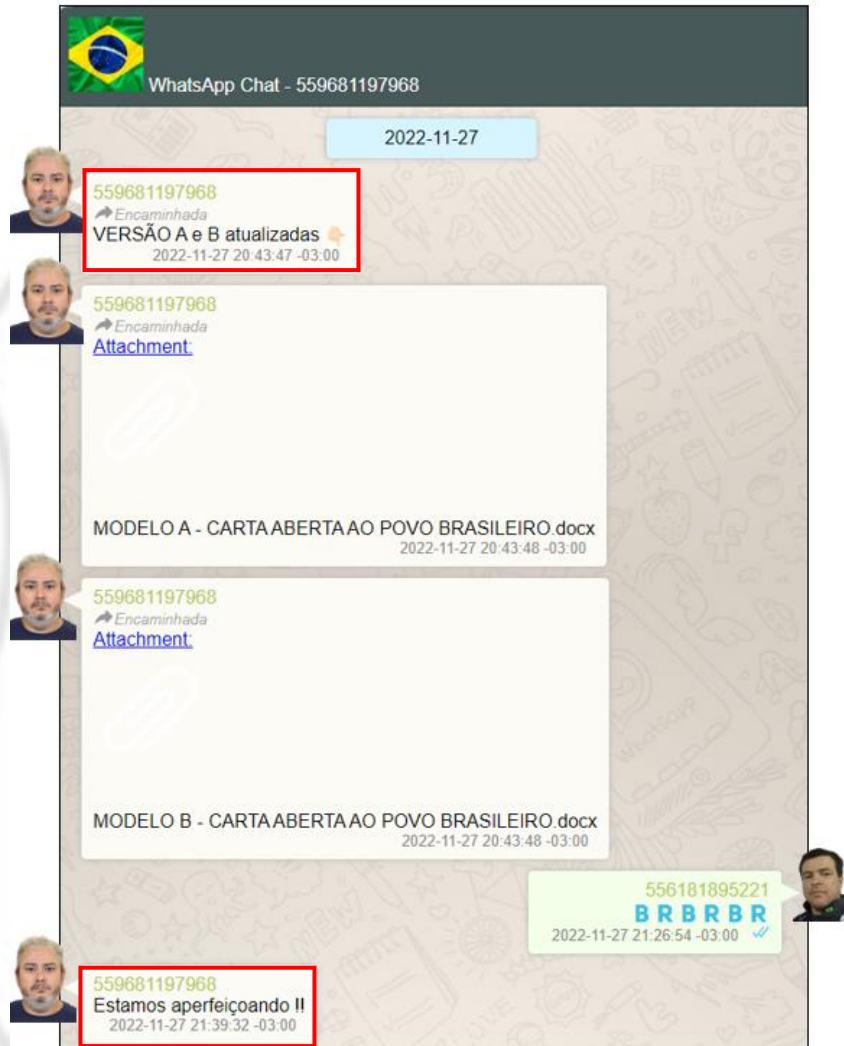 WhatsApp Chat - 559681197968
2022-11-27
559681197968
Encaminhada
VERSÃO A e B atualizadas 👇🏻
2022-11-27 20:43:47 -03:00
559681197968
Encaminhada
Attachment:
MODELO A - CARTA ABERTA AO POVO BRASILEIRO.docx
2022-11-27 20:43:48 -03:00
559681197968
Encaminhada
Attachment:
MODELO B - CARTA ABERTA AO POVO BRASILEIRO.docx
2022-11-27 20:43:48 -03:00
556181895221
B R B R B R
2022-11-27 21:26:54 -03:00
559681197968
Estamos aperfeiçoando !!
2022-11-27 21:39:32 -03:00